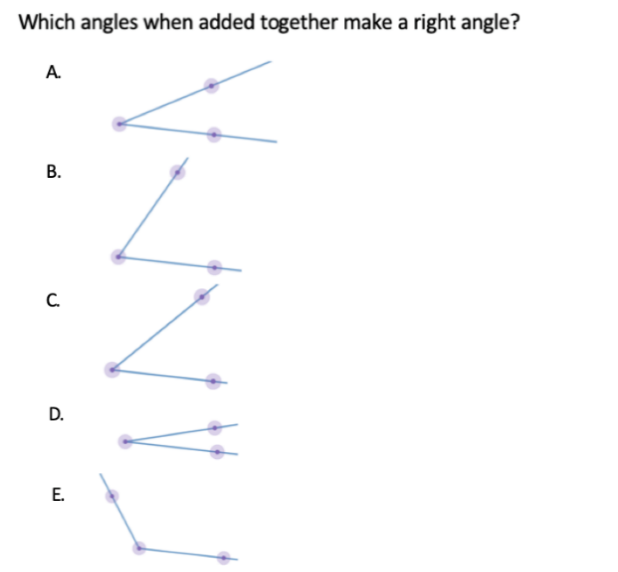 Which angles when added together make a right angle?
A.
B.
C.
D.
E.